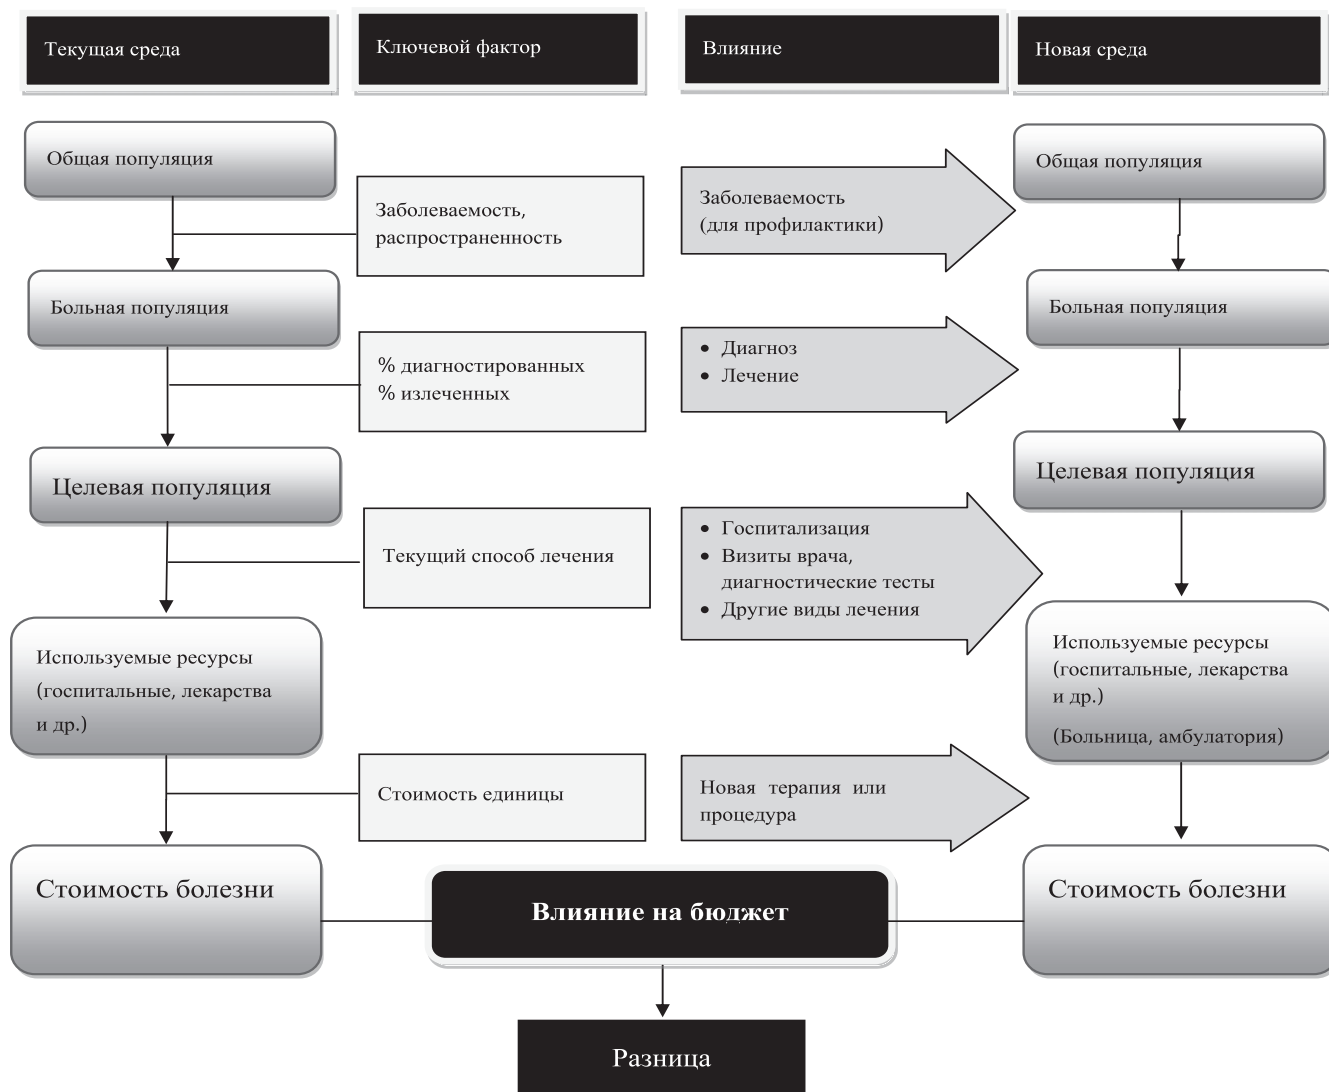 Текущая среда
Ключевой фактор
Влияние
Новая среда
Общая популяция
Общая популяция
Заболеваемость,
распространенность
Заболеваемость
(для профилактики)
Больная популяция
Больная популяция
% диагностированных
% излеченных
• Диагноз
• Лечение
Целевая популяция
Целевая популяция
Текущий способ лечения
• Госпитализация
• Визиты врача,
диагностические тесты
• Другие виды лечения
Используемые ресурсы
(госпитальные, лекарства
и др.)
Используемые ресурсы
(госпитальные, лекарства
и др.)
(Больница, амбулатория)
Стоимость единицы
Новая терапия или
процедура
Стоимость болезни
Влияние на бюджет
Стоимость болезни
Разница